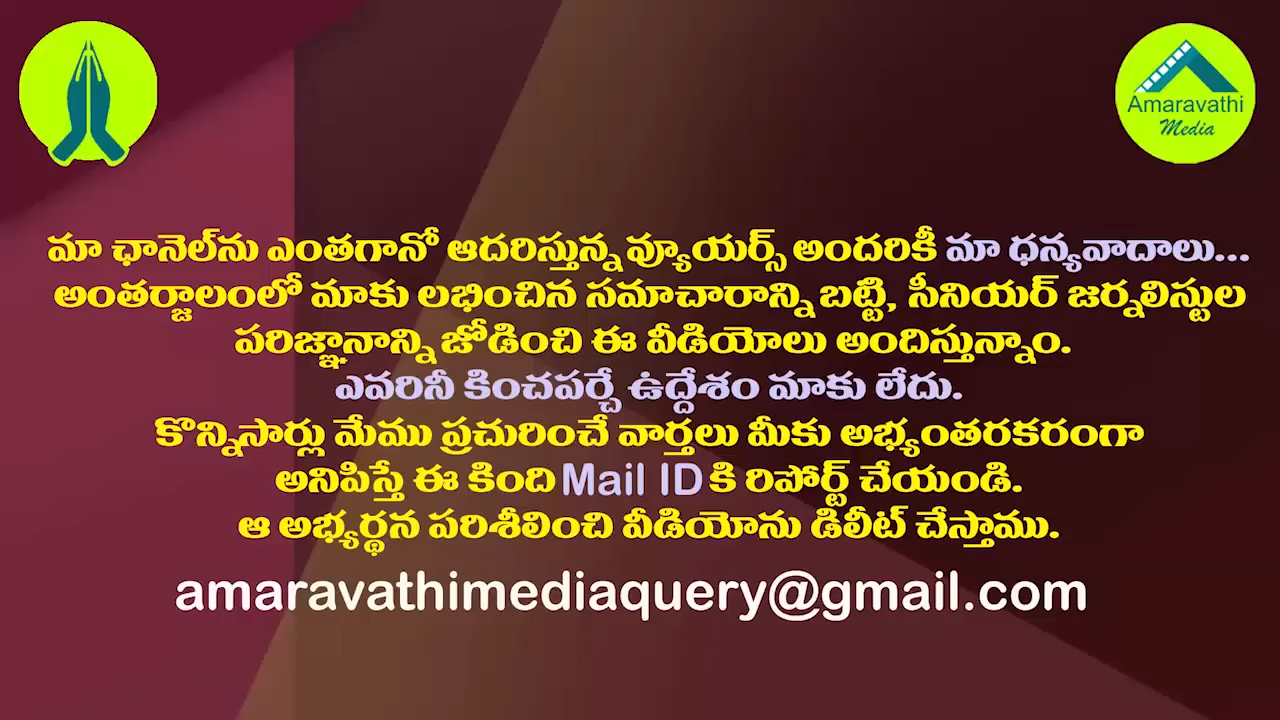 Amaravathi
Media
మా ఛానెల్‌ను ఎంతగానో ఆదరిస్తున్న వ్యూయర్స్ అందరికీ మా ధన్యవాదాలు...
అంతర్జాలంలో మాకు లభించిన సమాచారాన్ని బట్టి, సీనియర్ జర్నలిస్టుల
పరిజ్ఞానాన్ని జోడించి ఈ వీడియోలు అందిస్తున్నాం.
ఎవరినీ కించపర్చే ఉద్దేశం మాకు లేదు.
కొన్నిసార్లు మేము ప్రచురించే వార్తలు మీకు అభ్యంతరకరంగా
అనిపిస్తే ఈ కింది Mail ID కి రిపోర్ట్ చేయండి.
ఆ అభ్యర్థన పరిశీలించి వీడియోను డిలీట్ చేస్తాము.
amaravathimediaquery@gmail.com